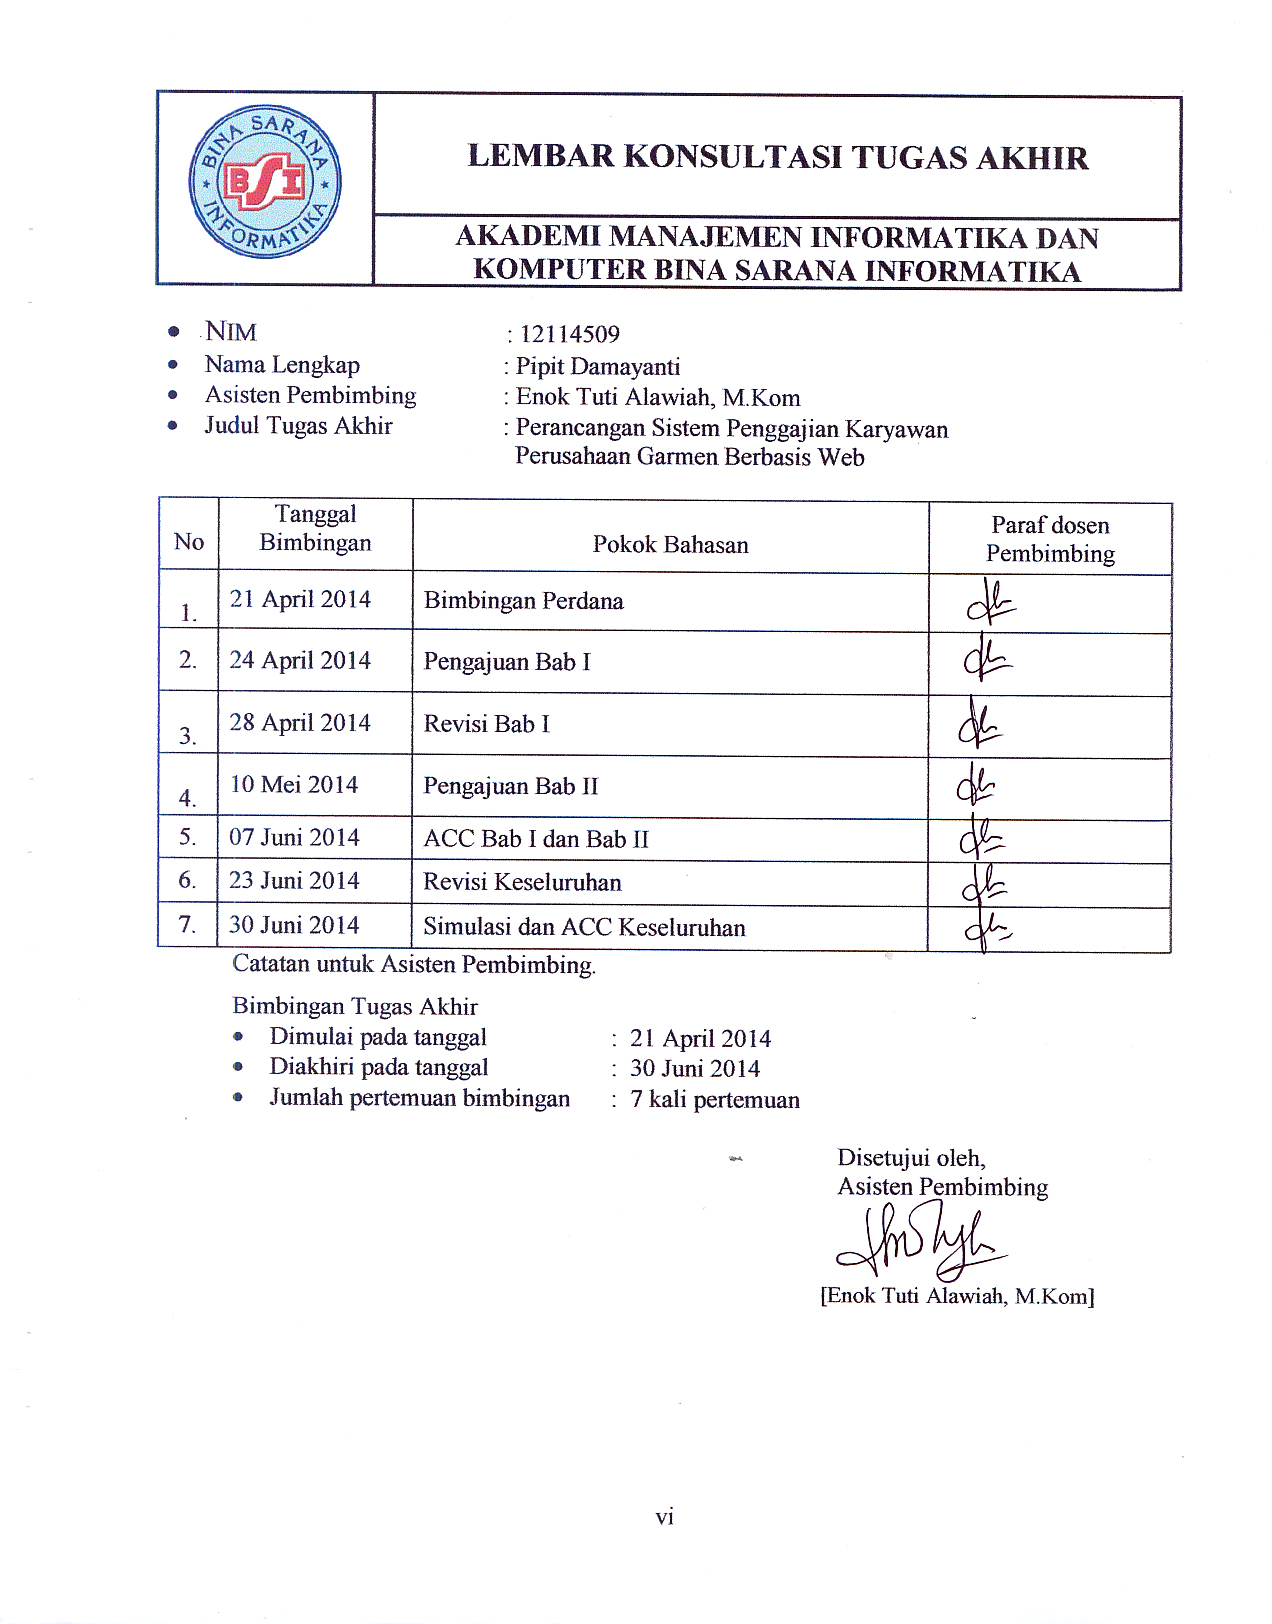 BINA SARANA
BSI
INFORMATIKA
LEMBAR KONSULTASI TUGAS AKHIR
AKADEMI MANAJEMEN INFORMATIKA DAN
KOMPUTER BINA SARANA INFORMATIKA
• NIM : 12114509
• Nama Lengkap : Pipit Damayanti
• Asisten Pembimbing : Enok Tuti Alawiah, M.Kom
• Judul Tugas Akhir : Perancangan Sistem Penggajian Karyawan
Perusahaan Garmen Berbasis Web
No Tanggal Bimbingan Pokok Bahasan Paraf dosen Pembimbing
1. 21 April 2014 Bimbingan Perdana
2. 24 April 2014 Pengajuan Bab I
3. 28 April 2014 Revisi Bab I
4. 10 Mei 2014 Pengajuan Bab II
5. 07 Juni 2014 ACC Bab I dan Bab II
6. 23 Juni 2014 Revisi Keseluruhan
7. 30 Juni 2014 Simulasi dan ACC Keseluruhan
Catatan untuk Asisten Pembimbing.
Bimbingan Tugas Akhir
• Dimulai pada tanggal : 21 April 2014
• Diakhiri pada tanggal : 30 Juni 2014
• Jumlah pertemuan bimbingan : 7 kali pertemuan
Disetujui oleh,
Asisten Pembimbing
[Enok Tuti Alawiah, M.Kom]
vi